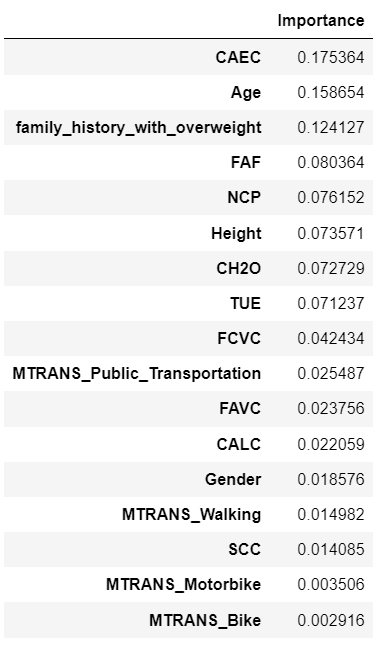 Importance
CAEC 0.175364
Age 0.158654
family_history_with_overweight 0.124127
FAF 0.080364
NCP 0.076152
Height 0.073571
CH2O 0.072729
TUE 0.071237
FCVC 0.042434
MTRANS_Public_Transportation 0.025487
FAVC 0.023756
CALC 0.022059
Gender 0.018576
MTRANS_Walking 0.014982
SCC 0.014085
MTRANS_Motorbike 0.003506
MTRANS_Bike 0.002916